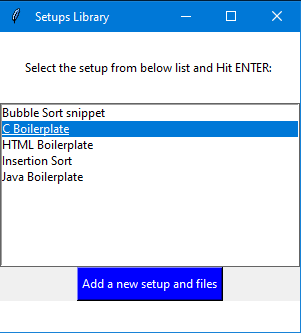 Setups Library
Select the setup from below list and Hit ENTER:
Bubble Sort snippet
C Boilerplate
HTML Boilerplate
Insertion Sort
Java Boilerplate
Add a new setup and files